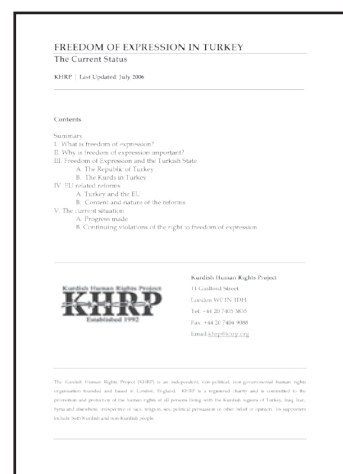 FREEDOM OF EXPRESSION IN TURKEY
The Current Status
KHRP | Last Updated: July 2006
Contents
Summary
I. What is freedom of expression?
II. Why is freedom of expression important?
III. Freedom of Expression and the Turkish State
A. The Republic of Turkey
B. The Kurds in Turkey
IV. EU related reforms
A. Turkey and the EU
B. Content and nature of the reforms
V. The current situation
A. Progress made
B. Continuing violations of the right to freedom of expression
Kurdish Human Rights Project
KHRP
Established 1992
Kurdish Human Rights Project
11 Guilford Street
London WC1N 1DH
Tel: +44 20 7405 3835
Fax: +44 20 7404 9088
Email: khrp@khrp.org
The Kurdish Human Rights Project (KHRP) is an independent, non-political, non-governmental human rights
organisation founded and based in London, England. KHRP is a registered charity and is committed to the
promotion and protection of the human rights of all persons living with the Kurdish regions of Turkey, Iraq, Iran,
Syria and elsewhere, irrespective of race, religion, sex, political persuasion or other belief or opinion. Its supporters
include both Kurdish and non-Kurdish people.